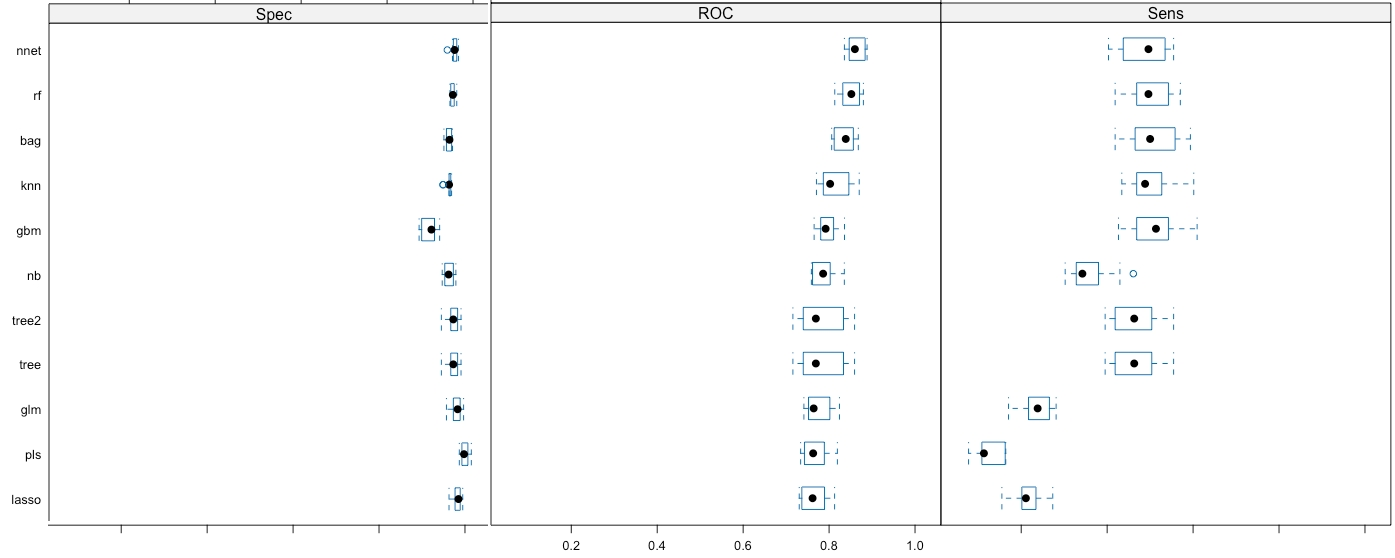 Spec ROC Sens
nnet
rf
bag
knn
gbm
nb
tree2
tree
glm
pls
lasso
0.2 0.4 0.6 0.8 1.0